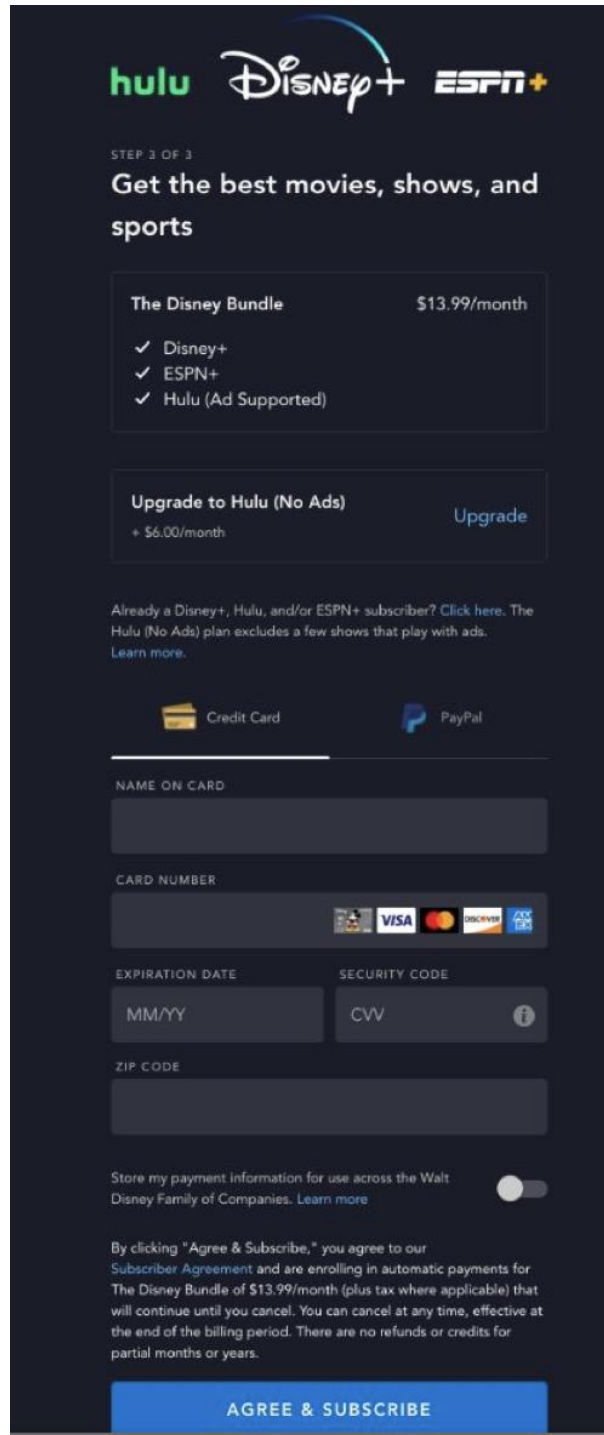 hulu Disney+ ESPN+
STEP 3 OF 3
Get the best movies, shows, and
sports
The Disney Bundle $13.99/month
Disney+
ESPN+
Hulu (Ad Supported)
Upgrade to Hulu (No Ads)
+ $6.00/month
Upgrade
Already a Disney+, Hulu, and/or ESPN+ subscriber? Click here. The
Hulu (No Ads) plan excludes a few shows that play with ads.
Learn more.
Credit Card PayPal
NAME ON CARD
CARD NUMBER
VISA DISCOVER AMEX
EXPIRATION DATE SECURITY CODE
MM/YY CVV
ZIP CODE
Store my payment information for use across the Walt
Disney Family of Companies. Learn more
By clicking "Agree & Subscribe," you agree to our
Subscriber Agreement and are enrolling in automatic payments for
The Disney Bundle of $13.99/month (plus tax where applicable) that
will continue until you cancel. You can cancel at any time, effective at
the end of the billing period. There are no refunds or credits for
partial months or years.
AGREE & SUBSCRIBE